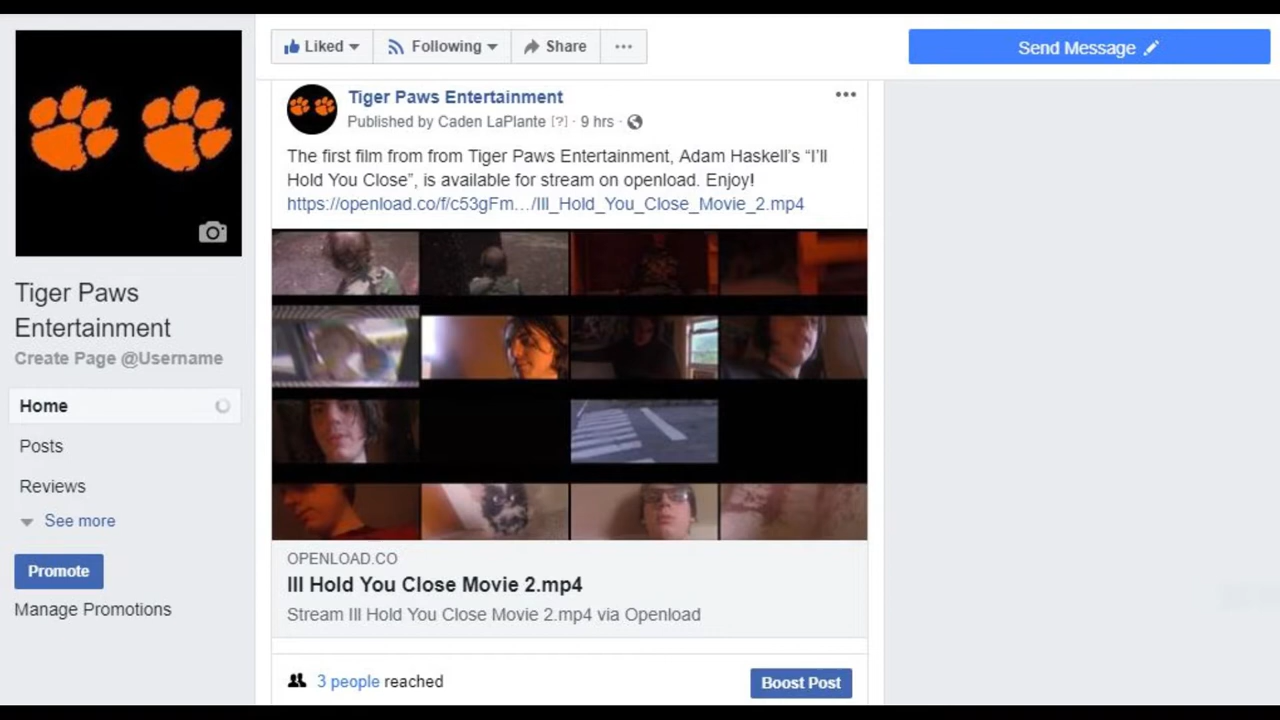 Liked
Following
Share
Send Message
Tiger Paws Entertainment
Published by Caden LaPlante [?] · 9 hrs ·
The first film from from Tiger Paws Entertainment, Adam Haskell's “I'll
Hold You Close”, is available for stream on openload. Enjoy!
https://openload.co/f/c53gFm…/III_Hold_You_Close_Movie_2.mp4
Tiger Paws
Entertainment
Create Page @Username
Home
Posts
Reviews
See more
Promote
Manage Promotions
OPENLOAD.CO
III Hold You Close Movie 2.mp4
Stream III Hold You Close Movie 2.mp4 via Openload
3 people reached
Boost Post